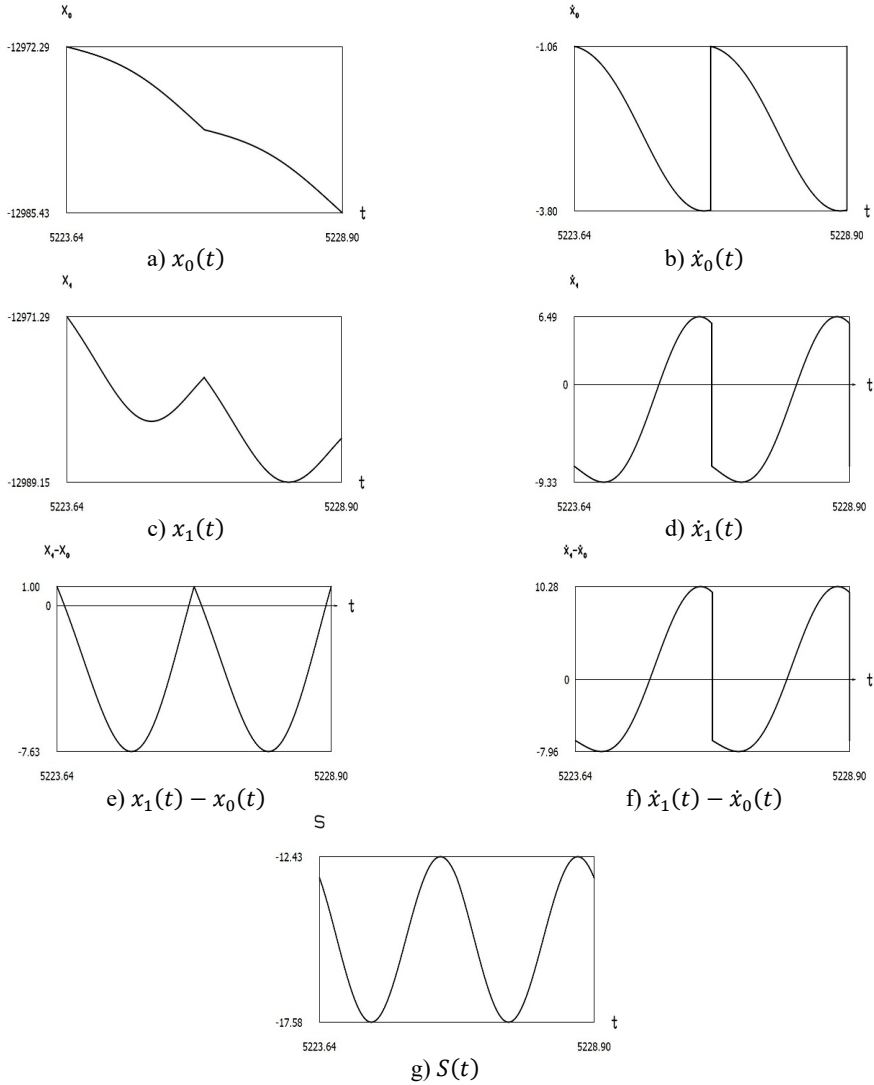 X₀
-12972.29
-12985.43
t
5223.64
5228.90
a) x₀(t)
ẋ₀
-1.06
-3.80
t
5223.64
5228.90
b) ẋ₀(t)
X₁
-12971.29
-12989.15
t
5223.64
5228.90
c) x₁(t)
ẋ₁
6.49
0
t
-9.33
5223.64
5228.90
d) ẋ₁(t)
X₁-X₀
1.00
0
t
-7.63
5223.64
5228.90
e) x₁(t) − x₀(t)
ẋ₁-ẋ₀
10.28
0
t
-7.96
5223.64
5228.90
f) ẋ₁(t) − ẋ₀(t)
S
-12.43
-17.58
t
5223.64
5228.90
g) S(t)